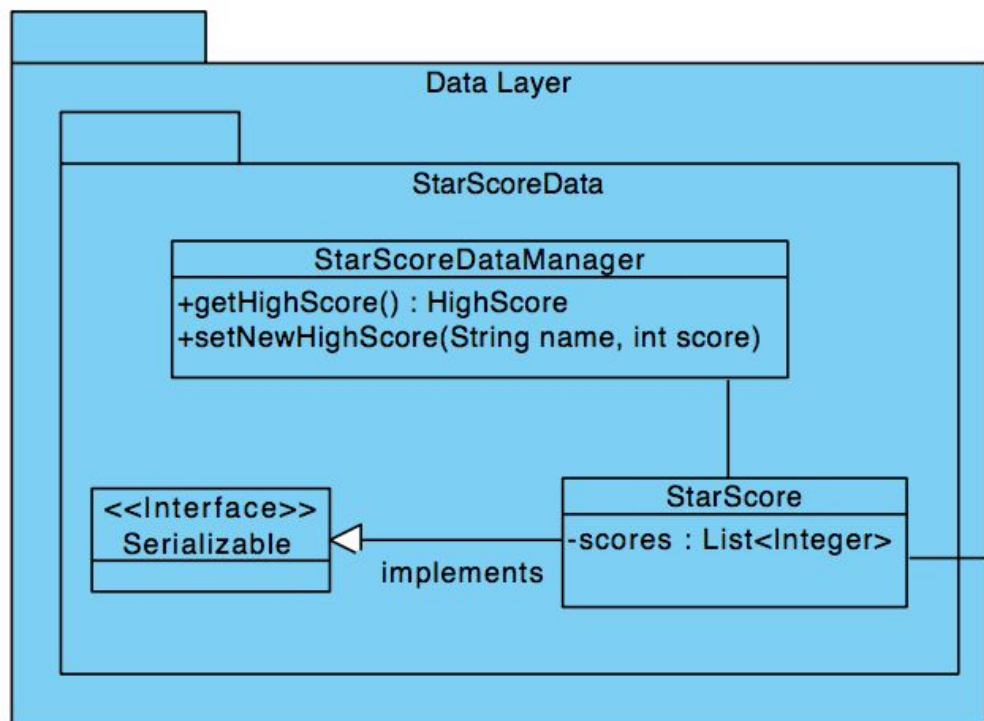 Data Layer
StarScoreData
StarScoreDataManager
+getHighScore() : HighScore
+setNewHighScore(String name, int score)
<<Interface>>
Serializable
implements
StarScore
-scores : List<Integer>